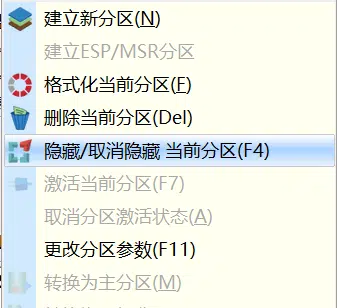 建立新分区(N)
建立ESP/MSR分区
格式化当前分区(F)
删除当前分区(Del)
隐藏/取消隐藏 当前分区(F4)
激活当前分区(F7)
取消分区激活状态(A)
更改分区参数(F11)
转换为主分区(M)